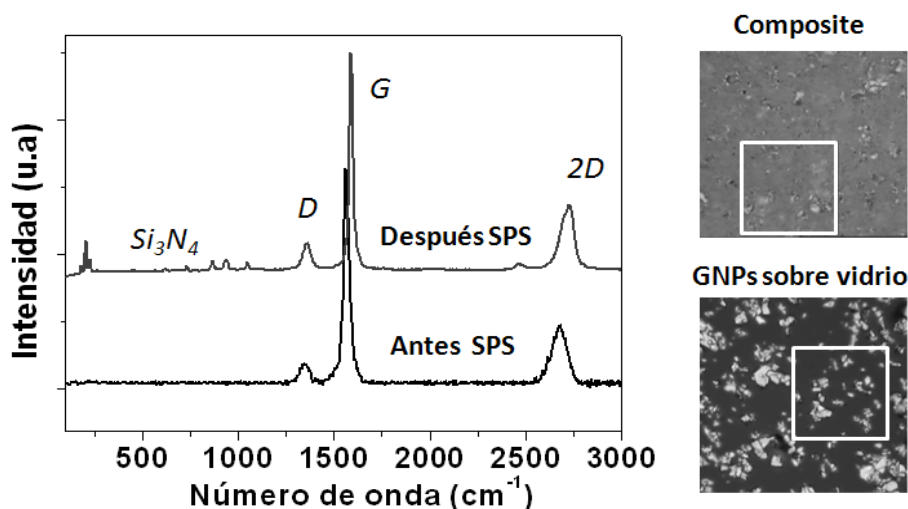 Intensidad (u.a)
Si₃N₄
D
G
2D
Después SPS
Antes SPS
500 1000 1500 2000 2500 3000
Número de onda (cm⁻¹)
Composite
GNPs sobre vidrio